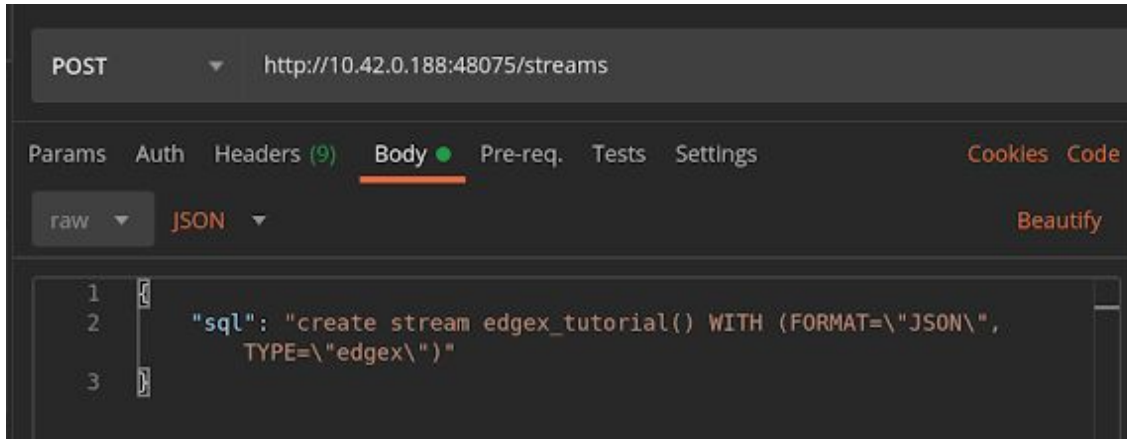 POST http://10.42.0.188:48075/streams
Params Auth Headers (9) Body Pre-req. Tests Settings Cookies Code
raw JSON Beautify
1 {
2 "sql": "create stream edgex_tutorial() WITH (FORMAT=\"JSON\",
TYPE=\"edgex\")"
3 }